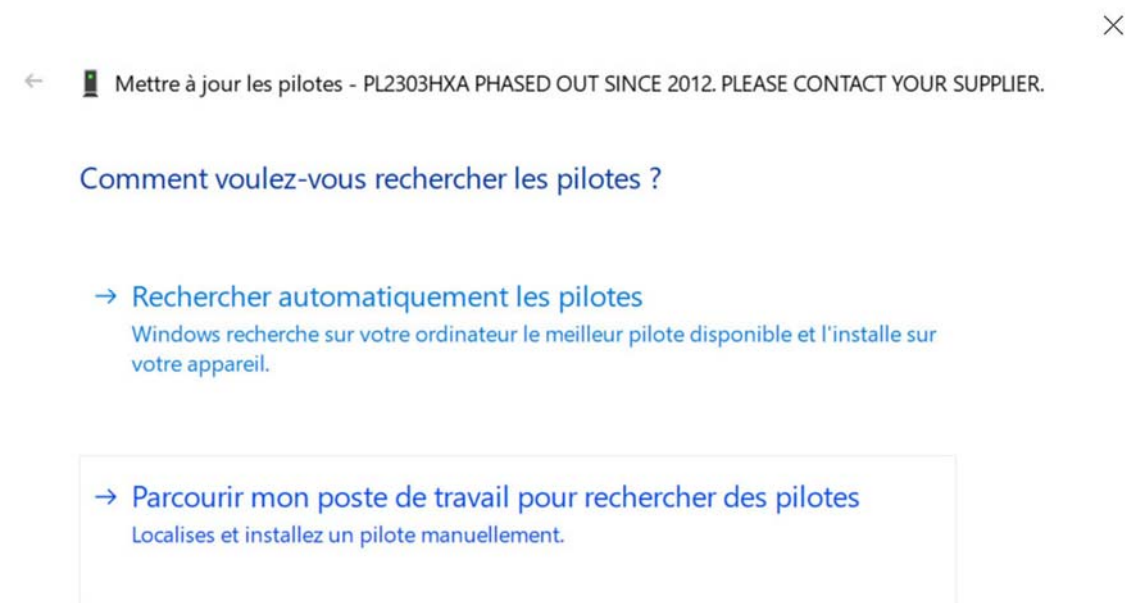 Mettre à jour les pilotes - PL2303HXA PHASED OUT SINCE 2012. PLEASE CONTACT YOUR SUPPLIER.
Comment voulez-vous rechercher les pilotes ?
→ Rechercher automatiquement les pilotes
Windows recherche sur votre ordinateur le meilleur pilote disponible et l'installe sur
votre appareil.
→ Parcourir mon poste de travail pour rechercher des pilotes
Localises et installez un pilote manuellement.